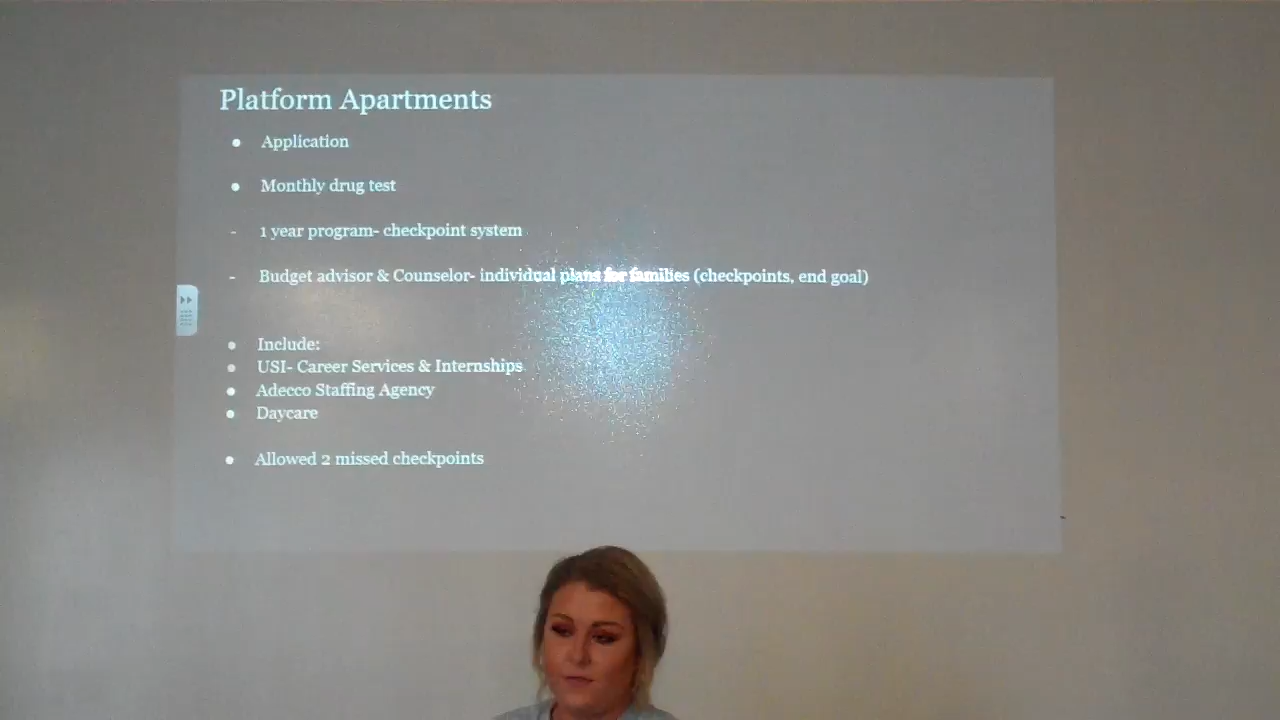 Platform Apartments
● Application
● Monthly drug test
- 1 year program- checkpoint system
- Budget advisor & Counselor- individual plans for families (checkpoints, end goal)
● Include:
● USI- Career Services & Internships
● Adecco Staffing Agency
● Daycare
● Allowed 2 missed checkpoints